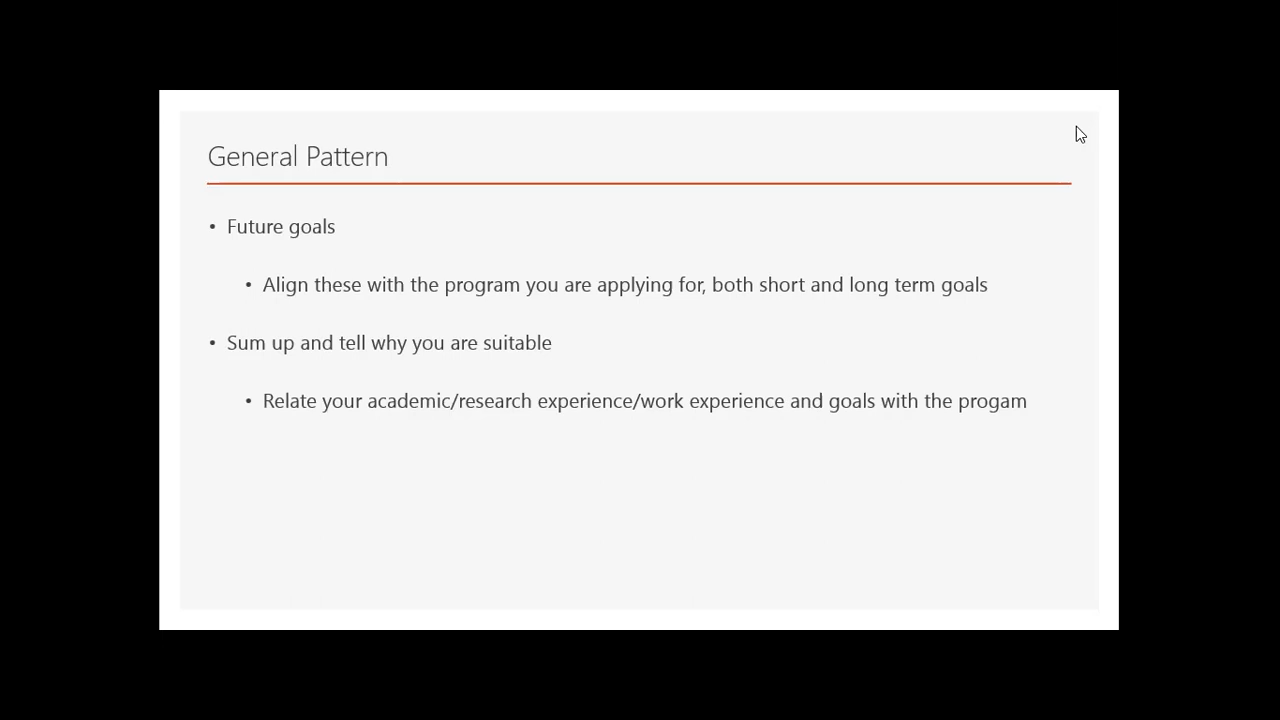 General Pattern
• Future goals
• Align these with the program you are applying for, both short and long term goals
• Sum up and tell why you are suitable
• Relate your academic/research experience/work experience and goals with the progam